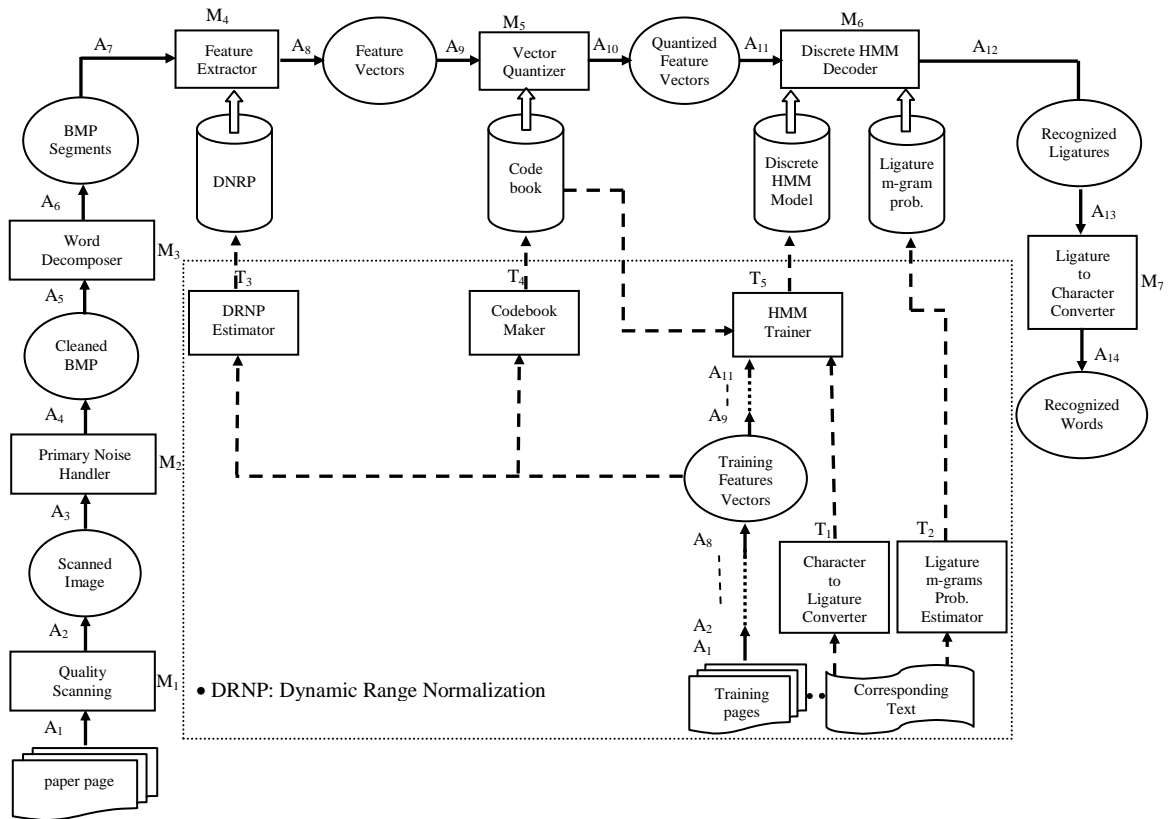 M4
M5
M6
A7
Feature
Extractor
A8
Feature
Vectors
A9
Vector
Quantizer
A10
Quantized
Feature
Vectors
A11
Discrete HMM
Decoder
A12
BMP
Segments
DNRP
Code
book
Discrete
HMM
Model
Ligature
m-gram
prob.
Recognized
Ligatures
A6
A13
Word
Decomposer
M3
Ligature
to
Character
Converter
M7
A5
T3
T4
T5
DRNP
Estimator
Codebook
Maker
HMM
Trainer
Cleaned
BMP
A14
A11
A9
Recognized
Words
A4
Primary Noise
Handler
M2
Training
Features
Vectors
A3
A8
T1
T2
Scanned
Image
Character
to
Ligature
Converter
Ligature
m-grams
Prob.
Estimator
A2
A2
A1
Quality
Scanning
M1
• DRNP: Dynamic Range Normalization
Training
pages
Corresponding
Text
A1
paper page